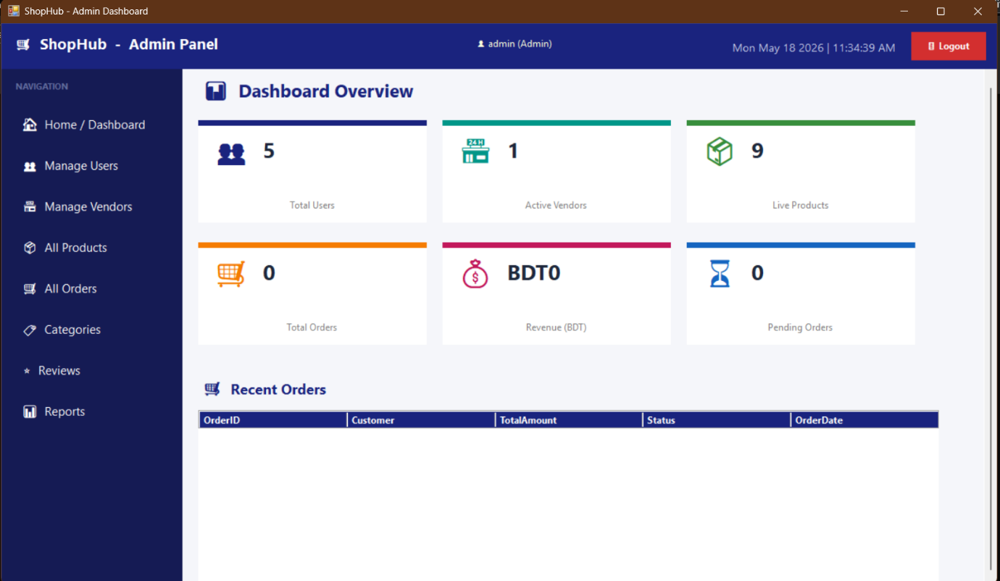 ShopHub - Admin Dashboard
ShopHub - Admin Panel
admin (Admin)
Mon May 18 2026 | 11:34:39 AM
Logout
NAVIGATION
Home / Dashboard
Manage Users
Manage Vendors
All Products
All Orders
Categories
Reviews
Reports
Dashboard Overview
5
Total Users
24 H
1
Active Vendors
9
Live Products
0
Total Orders
$
BDT0
Revenue (BDT)
0
Pending Orders
Recent Orders
OrderID Customer TotalAmount Status OrderDate